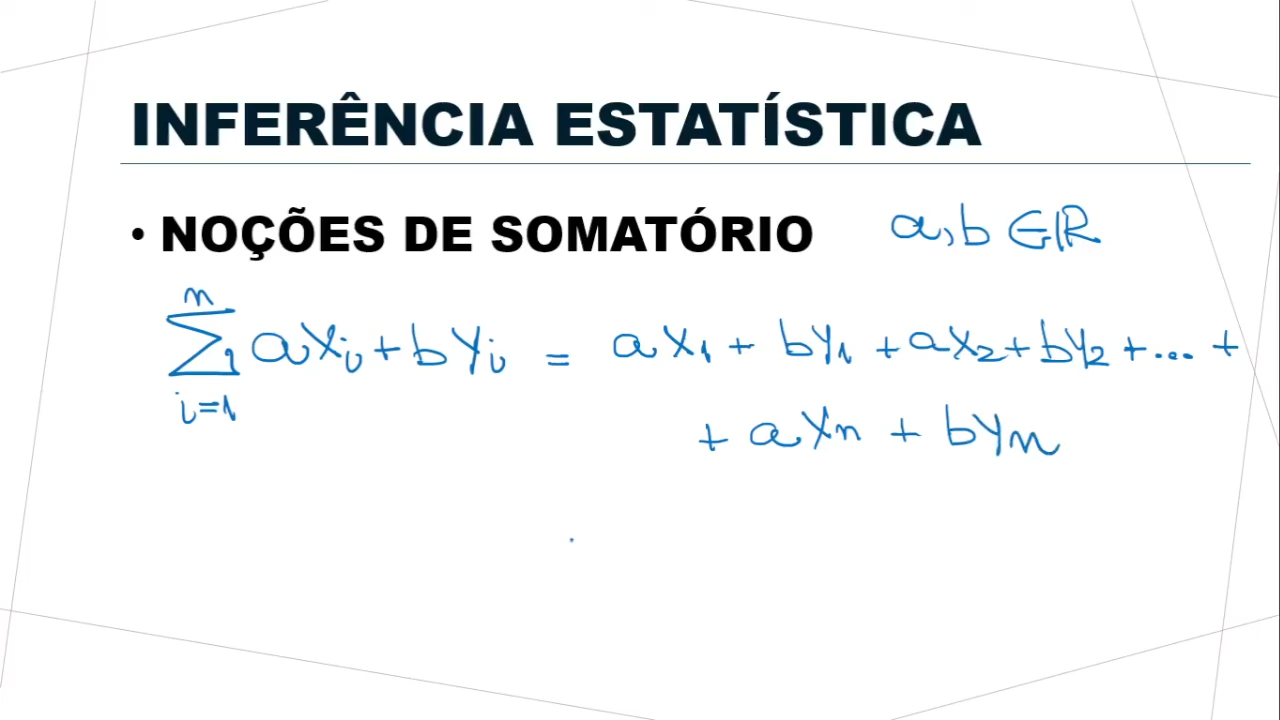 INFERÊNCIA ESTATÍSTICA
• NOÇÕES DE SOMATÓRIO a,b ∈ ℝ
n
∑ aXi + bYi = aX1 + bY1 + aX2 + bY2 + ... +
i=1
+ aXn + bYn